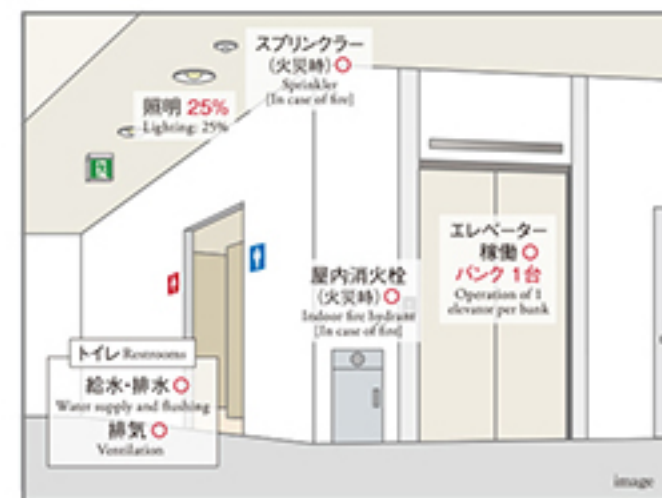 スプリンクラー
(火災時)○
Sprinkler
[In case of fire]
照明 25%
Lighting: 25%
エレベーター
稼働○
バンク 1台
Operation of 1
elevator per bank
屋内消火栓
(火災時)○
Indoor fire hydrant
[In case of fire]
トイレ Restrooms
給水・排水○
Water supply and flushing
排気○
Ventilation
image